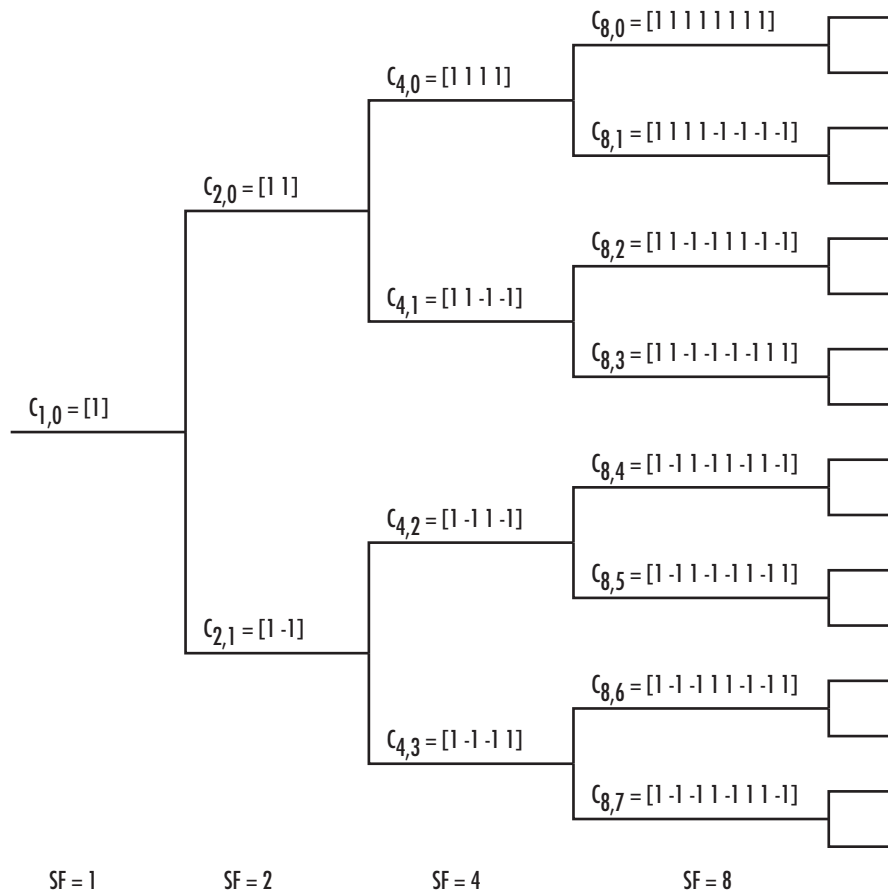 C8,0 = [1 1 1 1 1 1 1 1]
C4,0 = [1 1 1 1]
C8,1 = [1 1 1 1 -1 -1 -1 -1]
C2,0 = [1 1]
C8,2 = [1 1 -1 -1 1 1 -1 -1]
C4,1 = [1 1 -1 -1]
C8,3 = [1 1 -1 -1 -1 -1 1 1]
C1,0 = [1]
C8,4 = [1 -1 1 -1 1 -1 1 -1]
C4,2 = [1 -1 1 -1]
C8,5 = [1 -1 1 -1 -1 1 -1 1]
C2,1 = [1 -1]
C8,6 = [1 -1 -1 1 1 -1 -1 1]
C4,3 = [1 -1 -1 1]
C8,7 = [1 -1 -1 1 -1 1 1 -1]
SF = 1 SF = 2 SF = 4 SF = 8